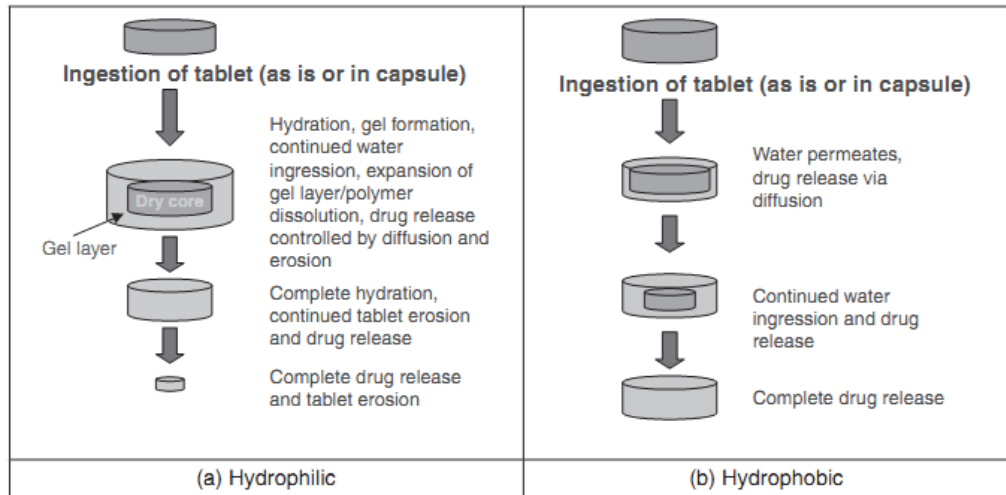 Ingestion of tablet (as is or in capsule)
Hydration, gel formation,
continued water
ingression, expansion of
gel layer/polymer
dissolution, drug release
controlled by diffusion and
erosion
Dry core
Gel layer
Complete hydration,
continued tablet erosion
and drug release
Complete drug release
and tablet erosion
(a) Hydrophilic
Ingestion of tablet (as is or in capsule)
Water permeates,
drug release via
diffusion
Continued water
ingression and drug
release
Complete drug release
(b) Hydrophobic